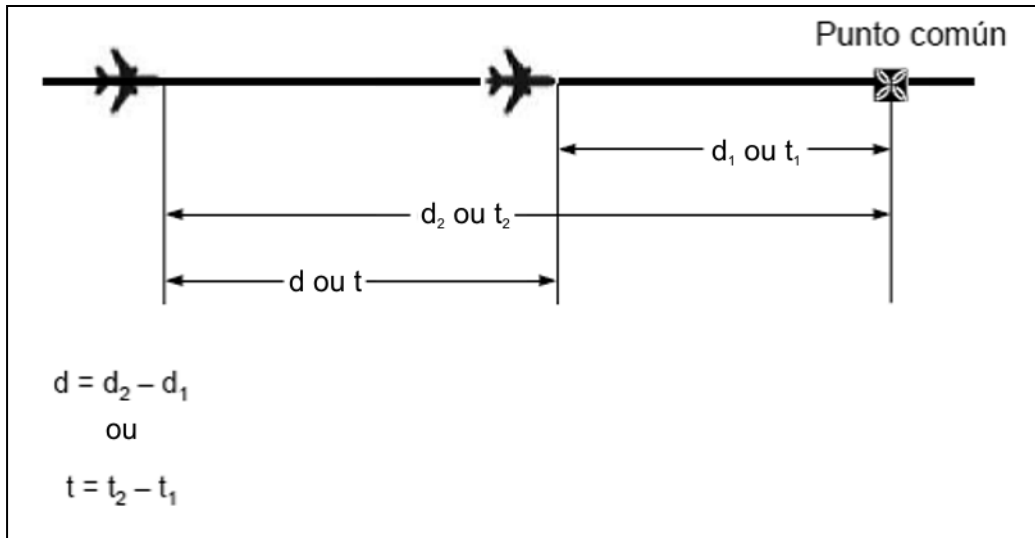 Punto común
d₁ ou t₁
d₂ ou t₂
d ou t
d = d₂ – d₁
ou
t = t₂ – t₁